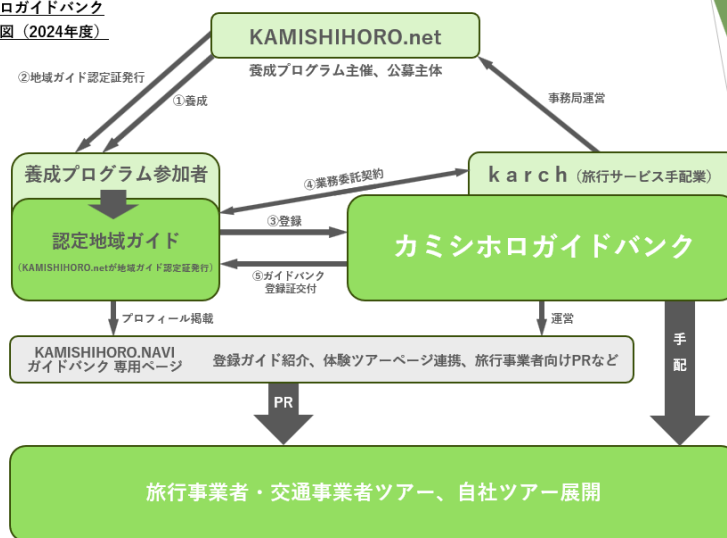 ロガイドバンク
図（2024年度）
KAMISHIHORO.net
養成プログラム主催、公募主体
②地域ガイド認定証発行
①養成
事務局運営
養成プログラム参加者
④業務委託契約
karch（旅行サービス手配業）
認定地域ガイド
（KAMISHIHORO.netが地域ガイド認定証発行）
③登録
カミシホロガイドバンク
⑤ガイドバンク
登録証交付
プロフィール掲載
運営
手配
KAMISHIHORO.NAVI
ガイドバンク 専用ページ
登録ガイド紹介、体験ツアーページ連携、旅行事業者向けPRなど
PR
旅行事業者・交通事業者ツアー、自社ツアー展開